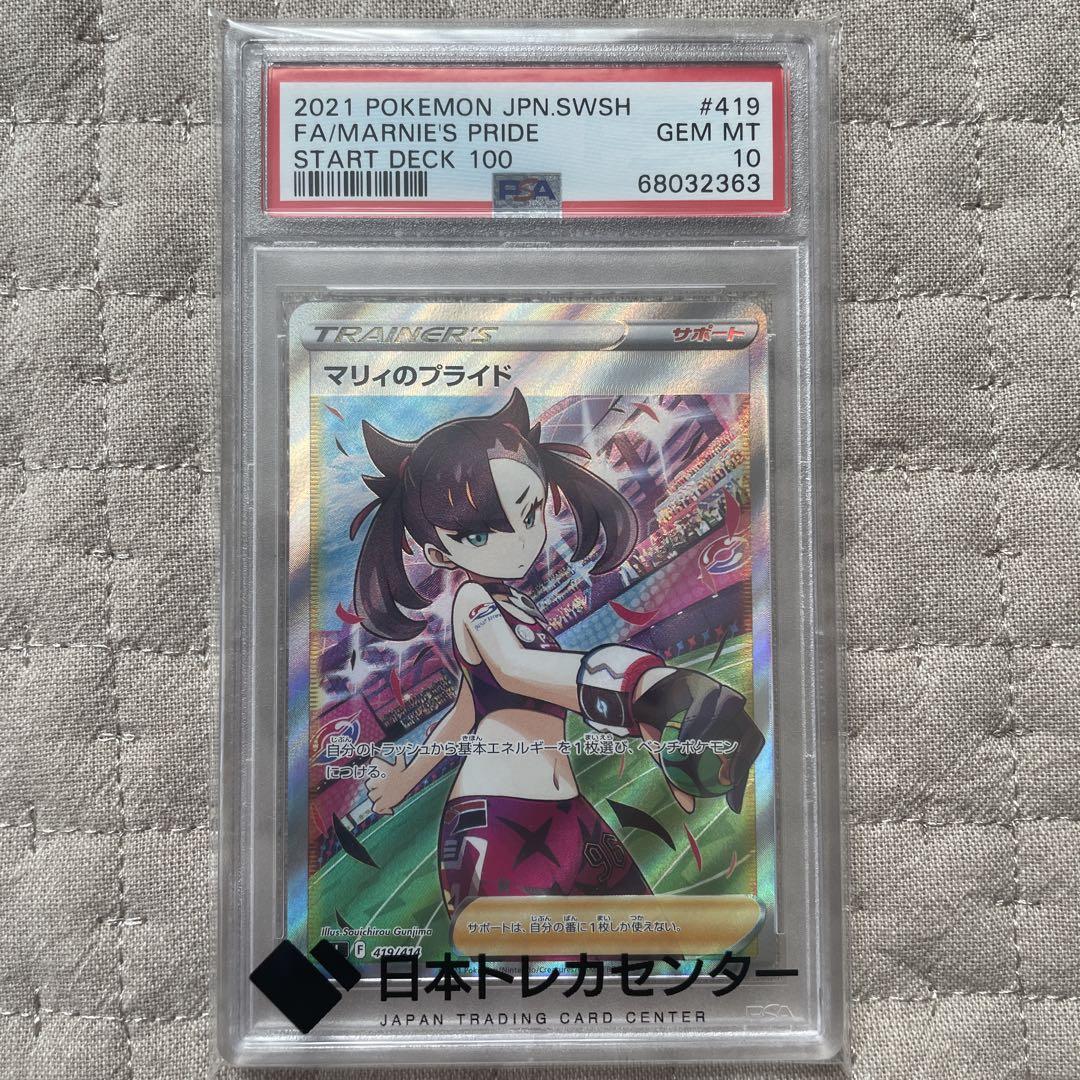 2021 POKEMON JPN.SWSH #419
FA/MARNIE'S PRIDE GEM MT
START DECK 100 10
PSA 68032363
TRAINER'S サポート
マリィのプライド
自分のトラッシュから基本エネルギーを1枚選び、ベンチポケモン
につける。
96
サポートは、自分の番に1枚しか使えない。
Illus.Souichirou Gunjima
F 419/414
日本トレカセンター
JAPAN TRADING CARD CENTER
PSA